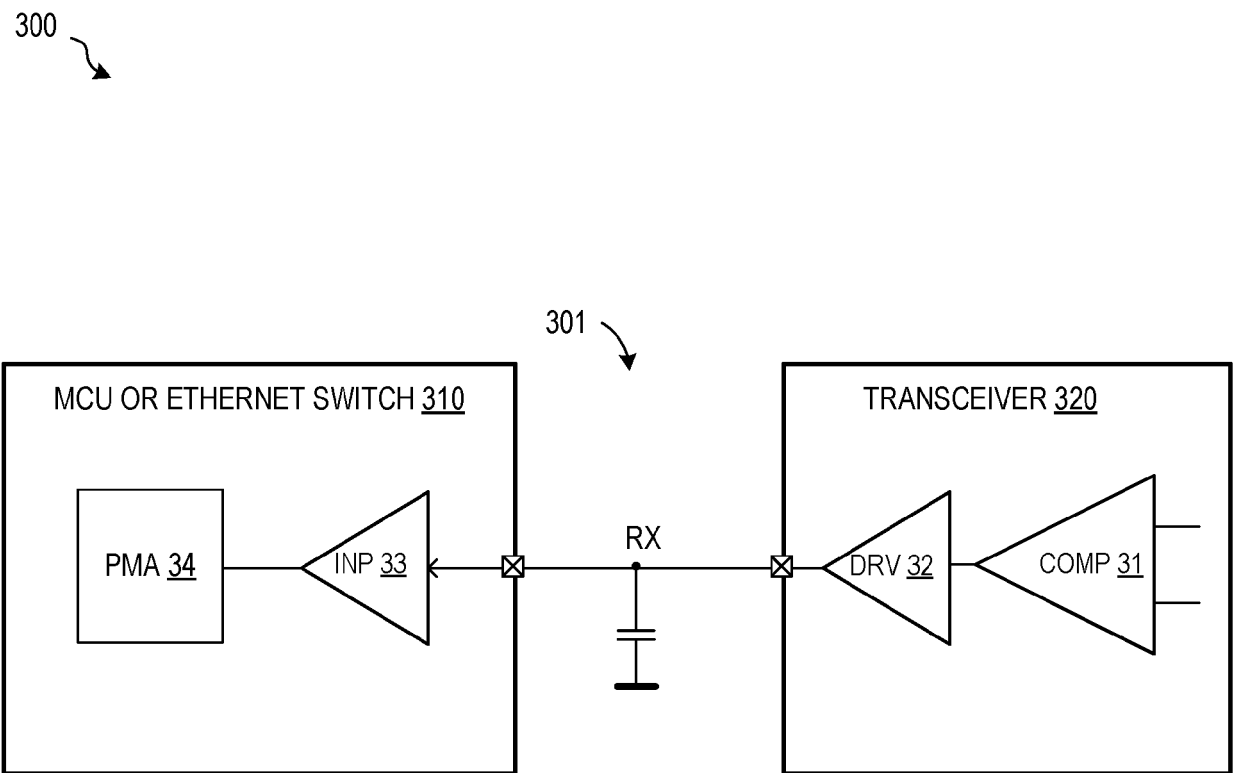 300
301
MCU OR ETHERNET SWITCH 310
TRANSCEIVER 320
RX
PMA 34
INP 33
DRV 32
COMP 31